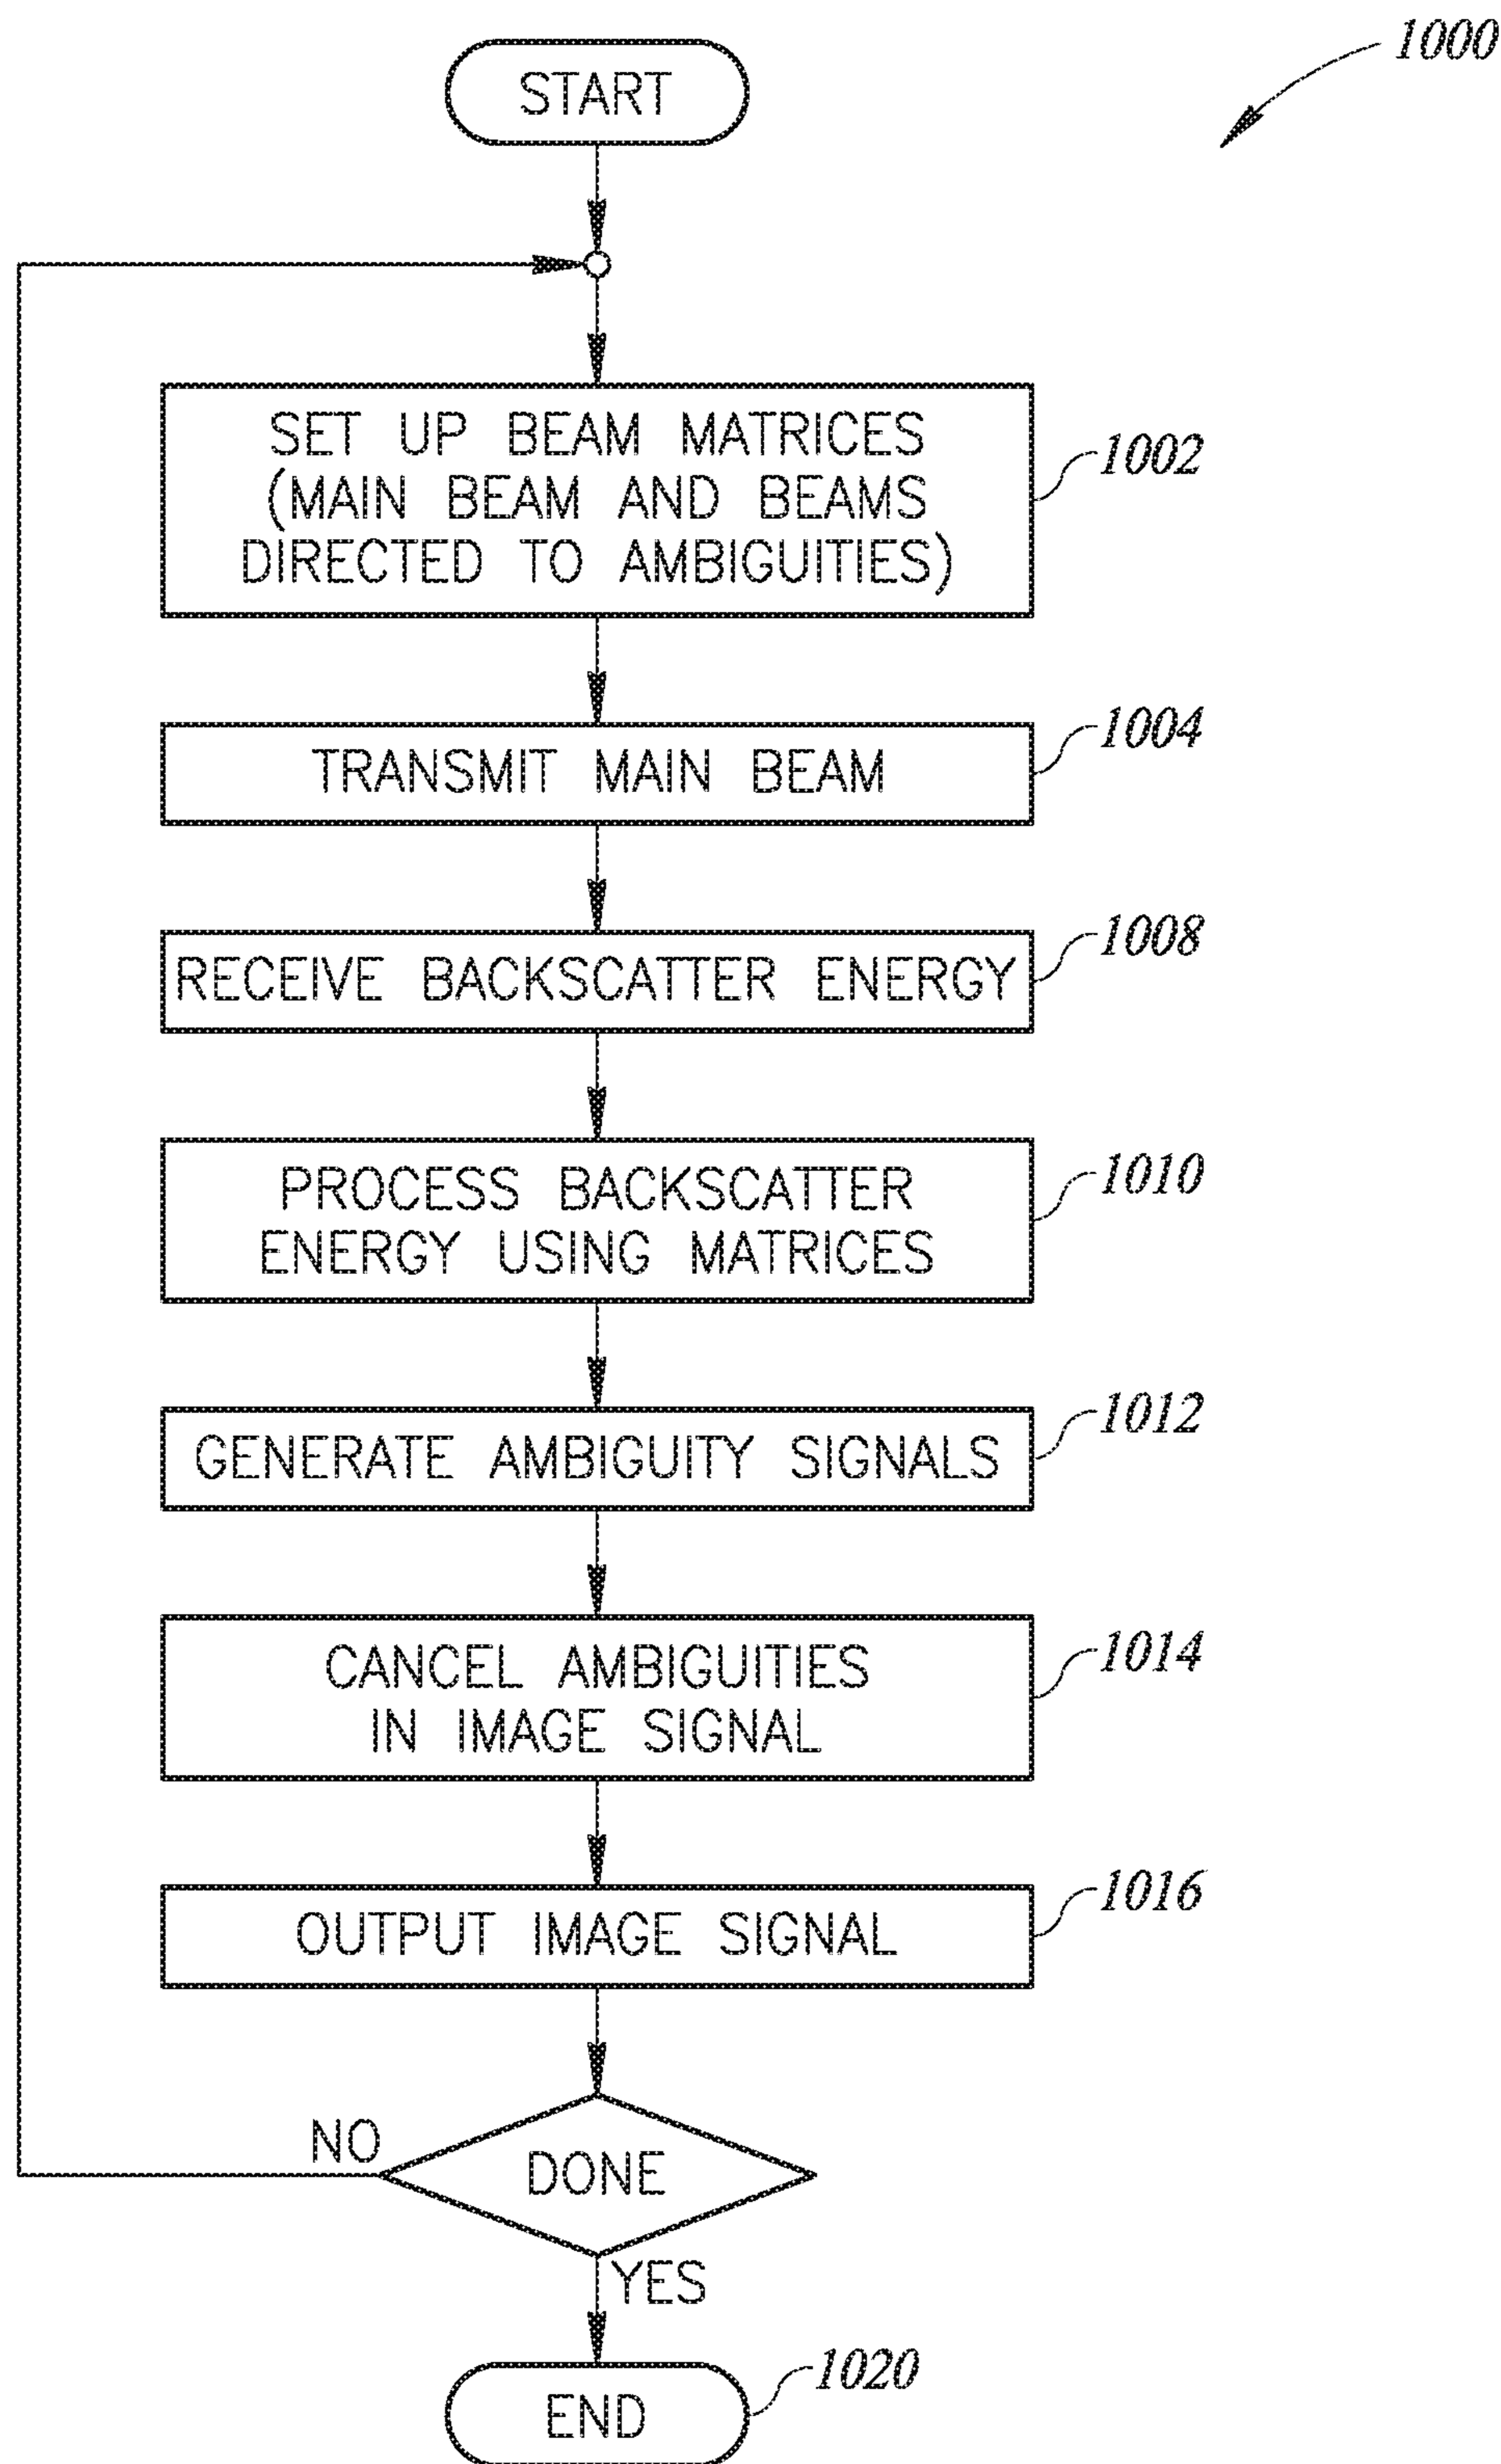 1000
START
SET UP BEAM MATRICES
(MAIN BEAM AND BEAMS
DIRECTED TO AMBIGUITIES)
1002
TRANSMIT MAIN BEAM
1004
RECEIVE BACKSCATTER ENERGY
1008
PROCESS BACKSCATTER
ENERGY USING MATRICES
1010
GENERATE AMBIGUITY SIGNALS
1012
CANCEL AMBIGUITIES
IN IMAGE SIGNAL
1014
OUTPUT IMAGE SIGNAL
1016
NO
DONE
YES
END
1020